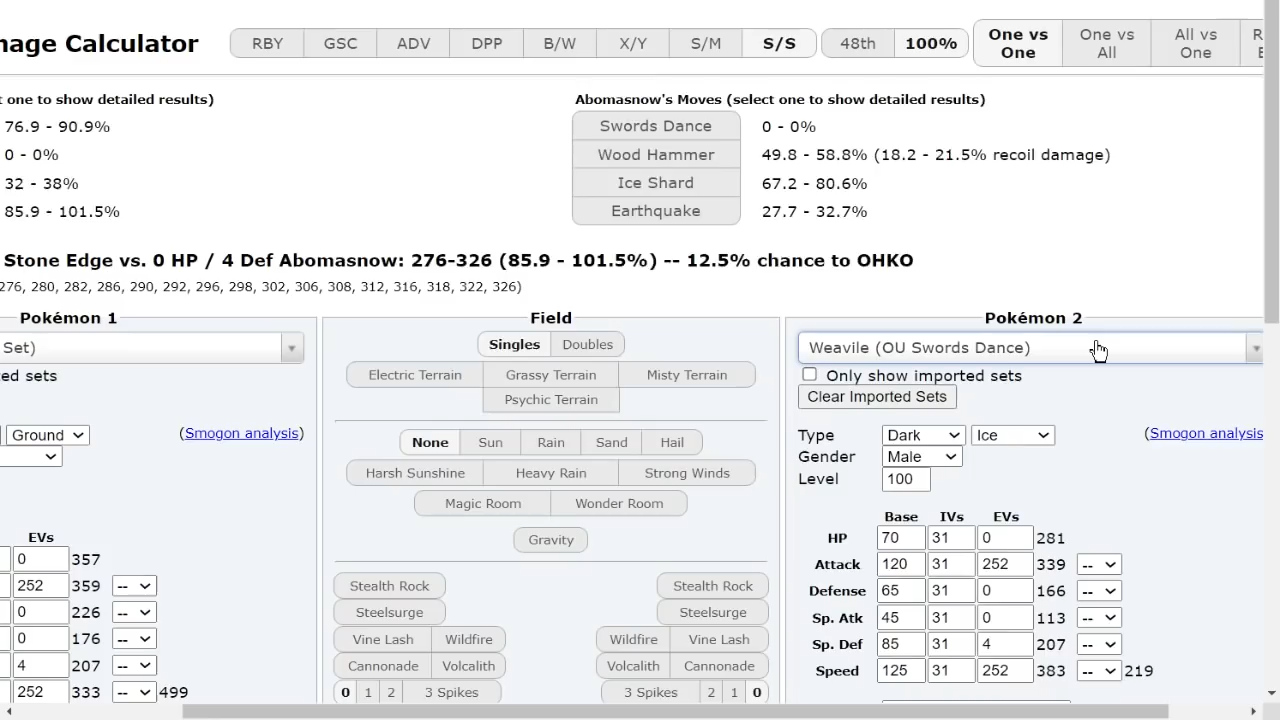 mage Calculator RBY GSC ADV DPP B/W X/Y S/M S/S 48th 100% One vs One One vs All All vs One
t one to show detailed results) Abomasnow's Moves (select one to show detailed results)
76.9 - 90.9% Swords Dance 0 - 0%
0 - 0% Wood Hammer 49.8 - 58.8% (18.2 - 21.5% recoil damage)
32 - 38% Ice Shard 67.2 - 80.6%
85.9 - 101.5% Earthquake 27.7 - 32.7%
Stone Edge vs. 0 HP / 4 Def Abomasnow: 276-326 (85.9 - 101.5%) -- 12.5% chance to OHKO
276, 280, 282, 286, 290, 292, 296, 298, 302, 306, 308, 312, 316, 318, 322, 326)
Pokémon 1
Set)
ed sets
Ground (Smogon analysis)
EVs
0 357
252 359 --
0 226 --
0 176 --
4 207 --
252 333 -- 499
Field
Singles Doubles
Electric Terrain Grassy Terrain Misty Terrain
Psychic Terrain
None Sun Rain Sand Hail
Harsh Sunshine Heavy Rain Strong Winds
Magic Room Wonder Room
Gravity
Stealth Rock Stealth Rock
Steelsurge Steelsurge
Vine Lash Wildfire Wildfire Vine Lash
Cannonade Volcalith Volcalith Cannonade
0 1 2 3 Spikes 3 Spikes 2 1 0
Pokémon 2
Weavile (OU Swords Dance)
Only show imported sets
Clear Imported Sets
Type Dark Ice (Smogon analysis
Gender Male
Level 100
Base IVs EVs
HP 70 31 0 281
Attack 120 31 252 339 --
Defense 65 31 0 166 --
Sp. Atk 45 31 0 113 --
Sp. Def 85 31 4 207 --
Speed 125 31 252 383 -- 219